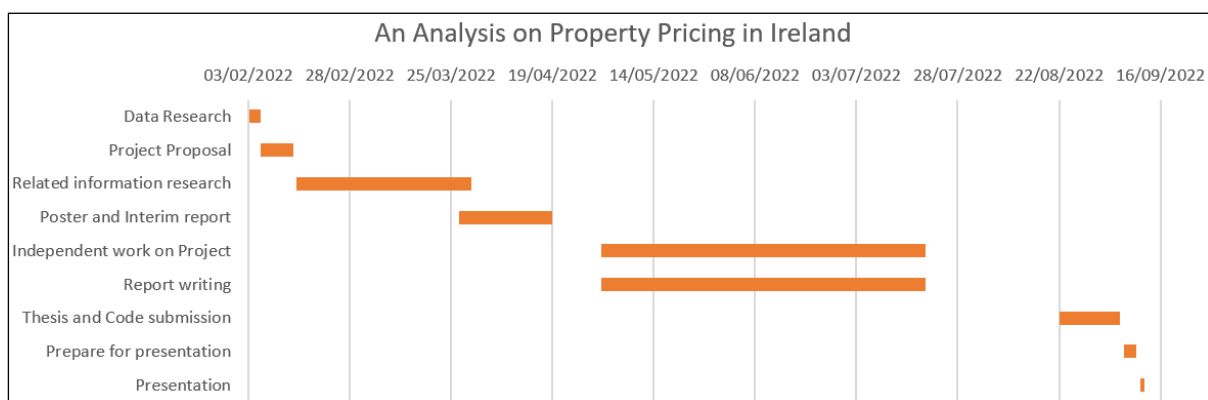 An Analysis on Property Pricing in Ireland
03/02/2022 28/02/2022 25/03/2022 19/04/2022 14/05/2022 08/06/2022 03/07/2022 28/07/2022 22/08/2022 16/09/2022
Data Research
Project Proposal
Related information research
Poster and Interim report
Independent work on Project
Report writing
Thesis and Code submission
Prepare for presentation
Presentation